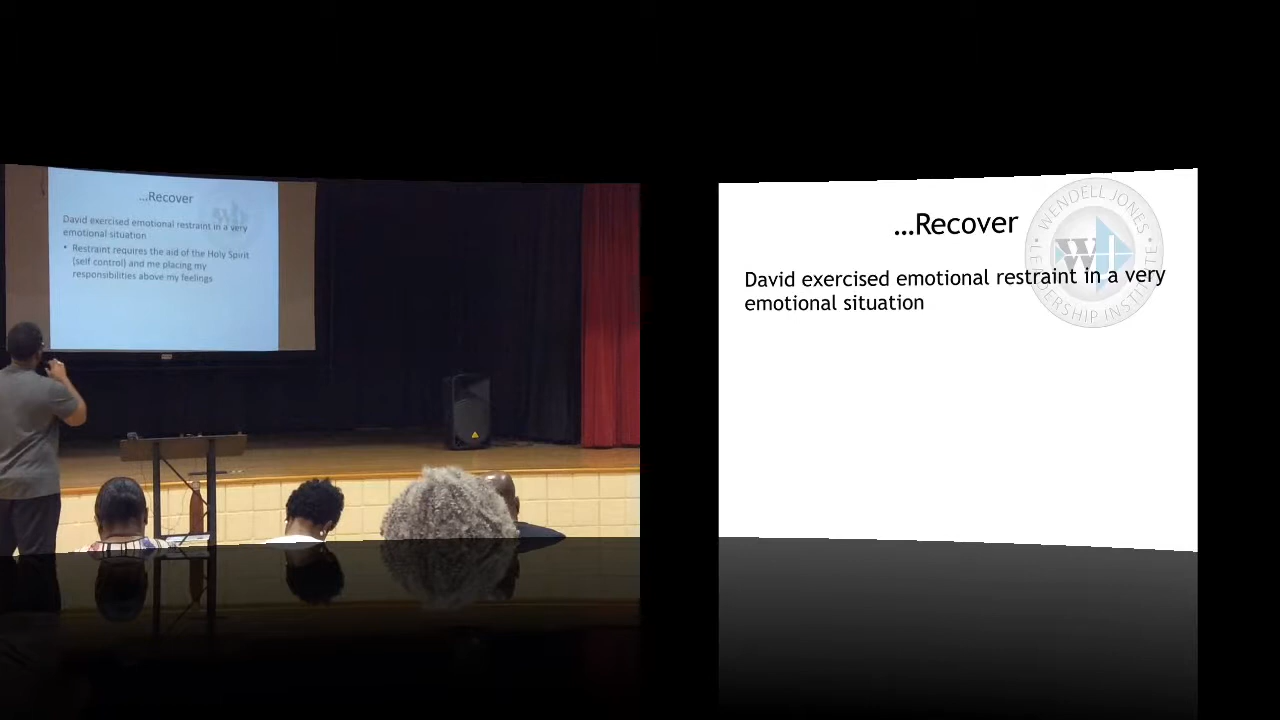 ...Recover
David exercised emotional restraint in a very
emotional situation
• Restraint requires the aid of the Holy Spirit
(self control) and me placing my
responsibilities above my feelings
...Recover
David exercised emotional restraint in a very
emotional situation
WENDELL JONES
W
LEADERSHIP INSTITUTE